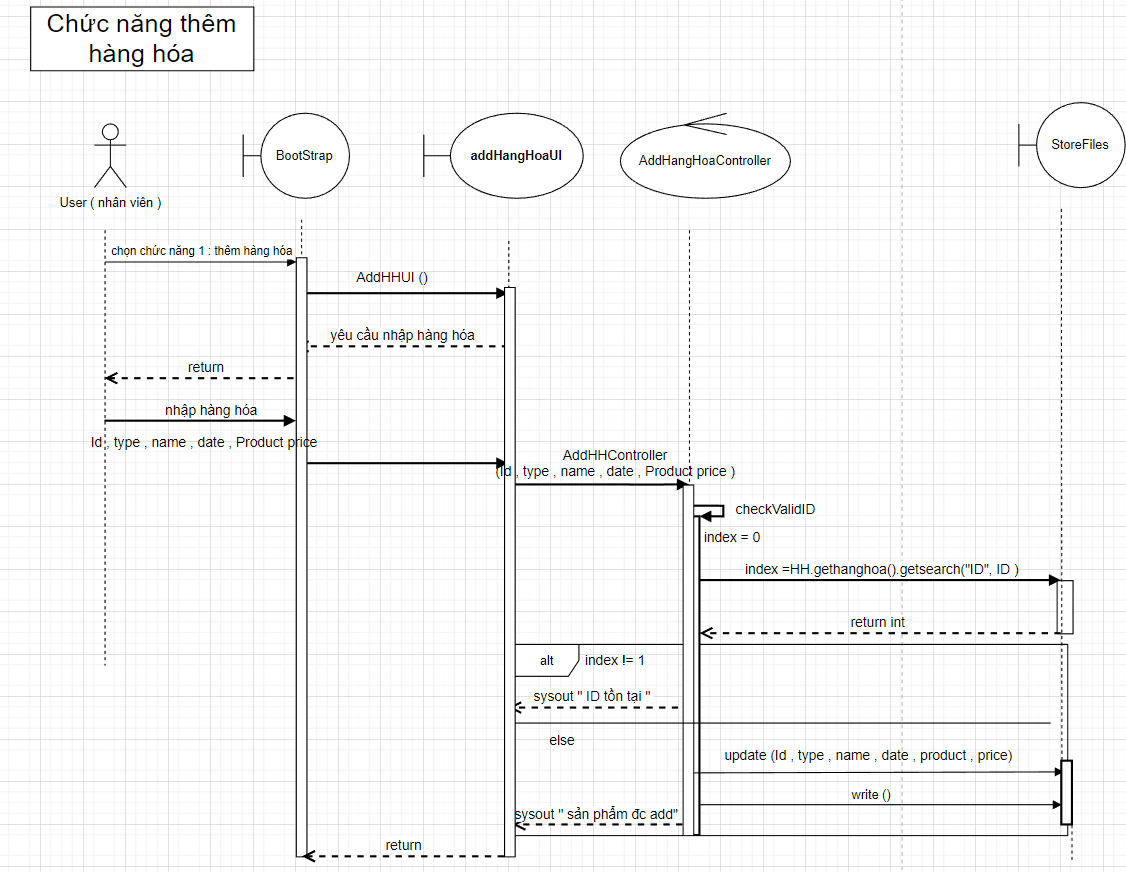 Chức năng thêm
hàng hóa
BootStrap
addHangHoaUI
AddHangHoaController
StoreFiles
User ( nhân viên )
chọn chức năng 1 : thêm hàng hóa
AddHHUI ()
yêu cầu nhập hàng hóa
return
nhập hàng hóa
Id , type , name , date , Product price
AddHHController
(Id , type , name , date , Product price )
checkValidID
index = 0
index =HH.gethanghoa().getsearch("ID", ID )
return int
alt
index != 1
sysout " ID tồn tại "
else
update (Id , type , name , date , product , price)
write ()
sysout " sản phẩm đc add"
return